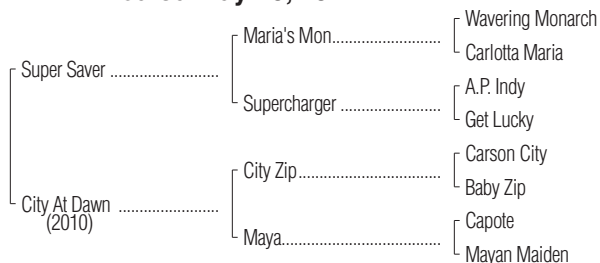 Wavering Monarch
Maria's Mon
Carlotta Maria
Super Saver
A.P. Indy
Supercharger
Get Lucky
Carson City
City Zip
Baby Zip
City At Dawn
(2010)
Capote
Maya
Mayan Maiden